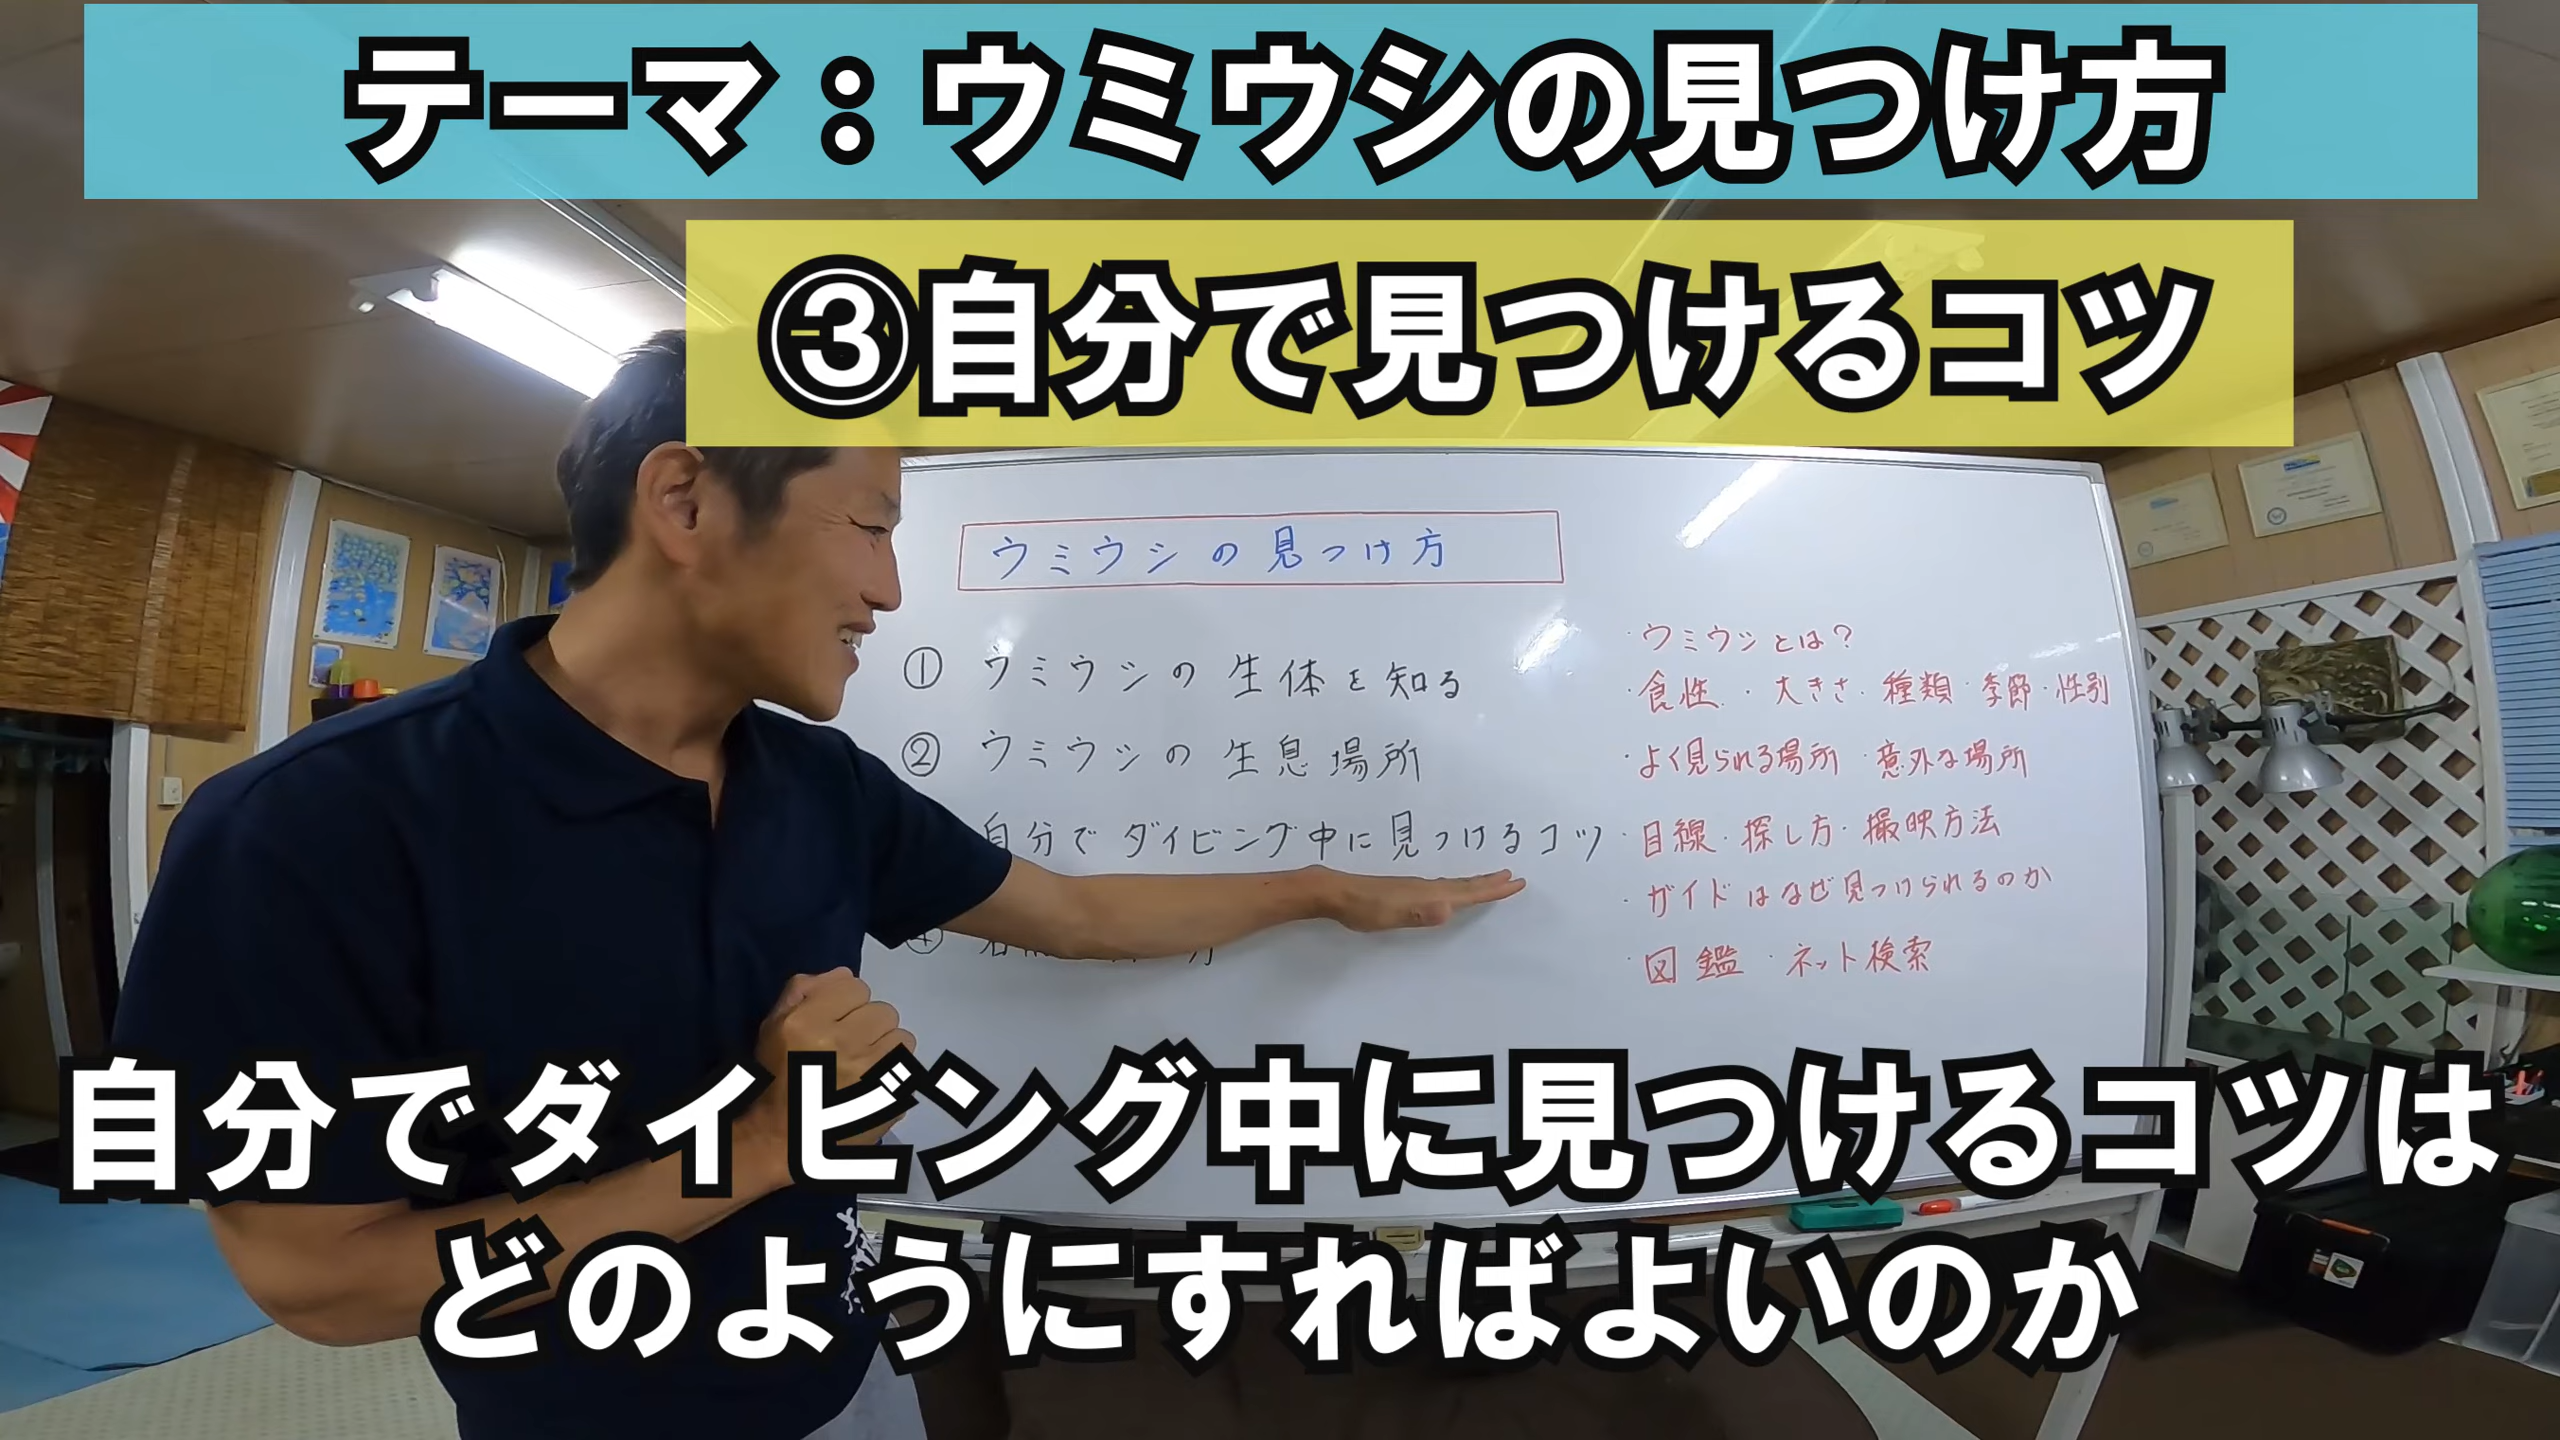 テーマ：ウミウシの見つけ方
③自分で見つけるコツ
ウミウシの見つけ方
① ウミウシの生体を知る
② ウミウシの生息場所
自分でダイビング中に見つけるコツ
④
・ウミウシとは？
・食性・大きさ・種類・季節・性別
・よく見られる場所・意外な場所
・目線・探し方・撮映方法
・ガイドはなぜ見つけられるのか
・図鑑・ネット検索
自分でダイビング中に見つけるコツは
どのようにすればよいのか